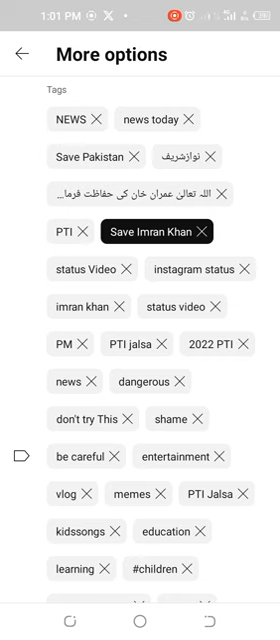 1:01 PM
More options
Tags
NEWS news today
Save Pakistan نوازشریف
اللہ تعالیٰ عمران خان کی حفاظت فرما...
PTI Save Imran Khan
status Video instagram status
imran khan status video
PM PTI jalsa 2022 PTI
news dangerous
don't try This shame
be careful entertainment
vlog memes PTI Jalsa
kidssongs education
learning #children